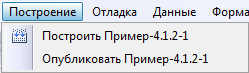 Построение Отладка Данные Форма
Построить Пример-4.1.2-1
Опубликовать Пример-4.1.2-1